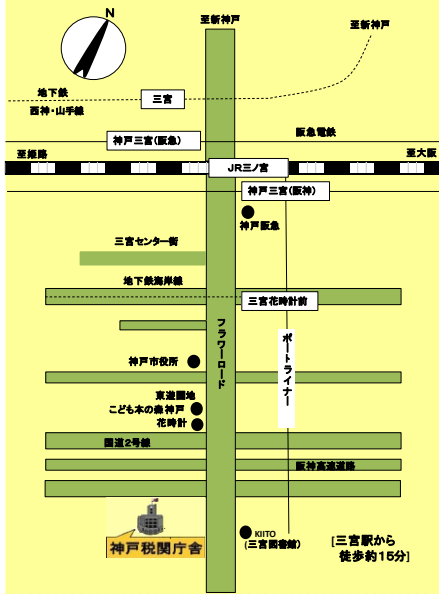 N
至新神戸
至新神戸
地下鉄
西神・山手線
三宮
神戸三宮(阪急)
阪急電鉄
至姫路
JR三ノ宮
至大阪
神戸三宮(阪神)
神戸阪急
三宮センター街
地下鉄海岸線
三宮花時計前
フラワーロード
ポートライナー
神戸市役所
東遊園地
こども本の森神戸
花時計
国道2号線
阪神高速道路
神戸税関庁舎
KIITO
(三宮図書館)
[三宮駅から
徒歩約15分]